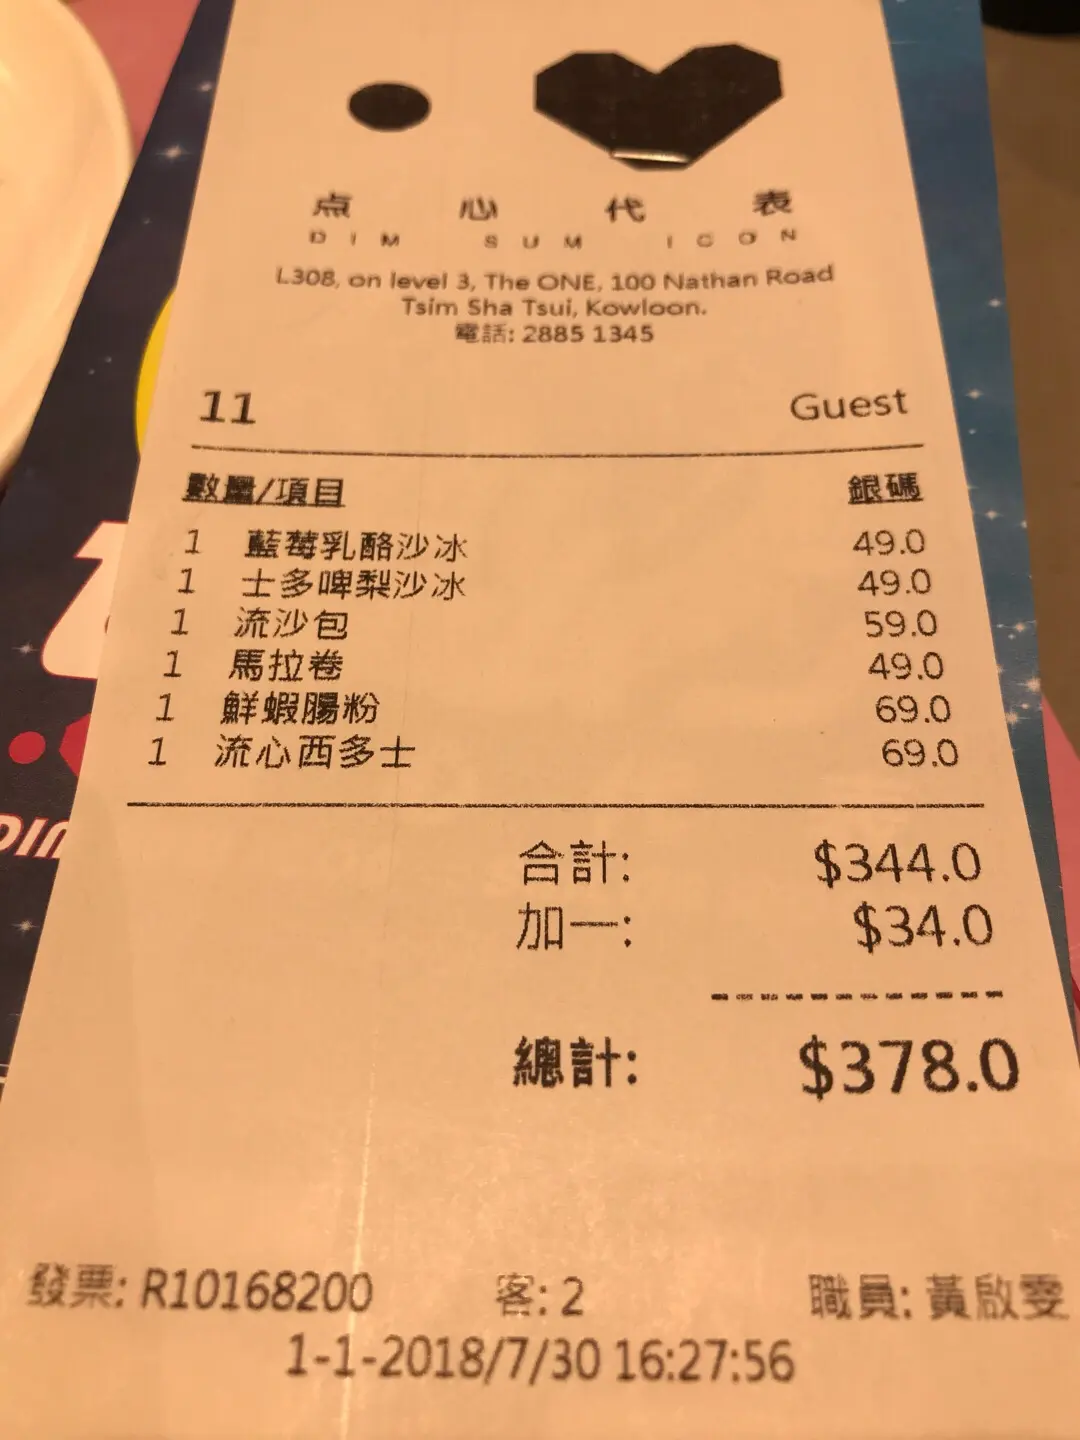 点心代表
DIM SUM ICON
L308, on level 3, The ONE, 100 Nathan Road
Tsim Sha Tsui, Kowloon.
電話: 2885 1345
11 Guest
數量/項目 銀碼
1 藍莓乳酪沙冰 49.0
1 士多啤梨沙冰 49.0
1 流沙包 59.0
1 馬拉卷 49.0
1 鮮蝦腸粉 69.0
1 流心西多士 69.0
合計: $344.0
加一: $34.0
總計: $378.0
發票: R10168200 客: 2 職員: 黃啟雯
1-1-2018/7/30 16:27:56
DIM